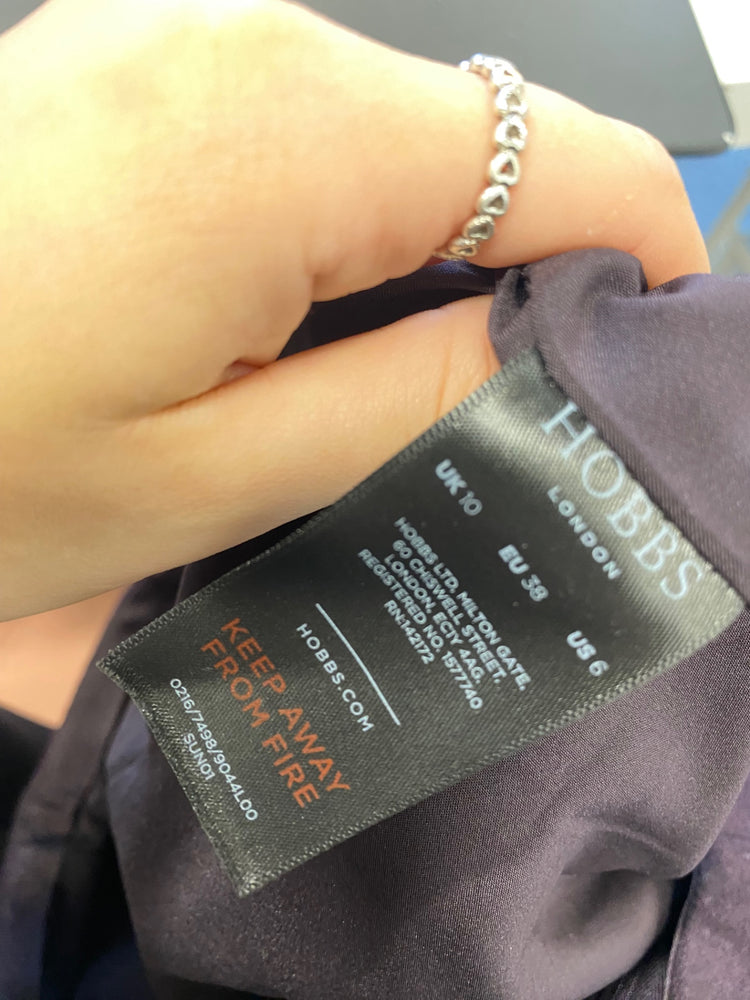 HOBBS
LONDON
UK 10 EU 38 US 6
HOBBS LTD, MILTON GATE,
60 CHISWELL STREET,
LONDON, EC1Y 4AG.
REGISTERED NO. 1577740
RN:142172
HOBBS.COM
KEEP AWAY
FROM FIRE
0216/7498/9044L00
SUN01